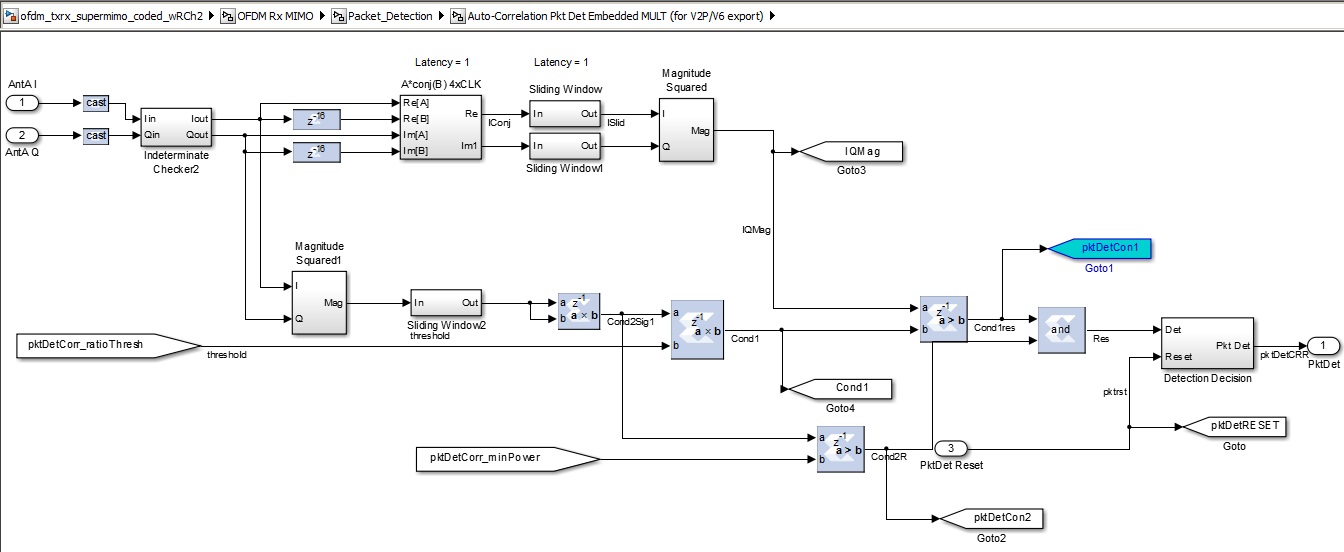 ofdm_txrx_supermimo_coded_wRCh2 OFDM Rx MIMO Packet_Detection Auto-Correlation Pkt Det Embedded MULT (for V2P/V6 export)
Latency = 1
Latency = 1
AntA I
1
cast
2
AntA Q
cast
Iin
Qin
Iout
Qout
Indeterminate
Checker2
z-16
z-16
A*conj(B) 4xCLK
Re[A]
Re[B]
Im[A]
Im[B]
Re
Im1
IConj
Sliding Window
In
Out
ISlid
In
Out
Sliding Window1
Magnitude
Squared
I
Q
Mag
IQMag
Goto3
IQMag
Magnitude
Squared1
I
Q
Mag
In
Out
Sliding Window2
threshold
a
b
z-1
a × b
Cond2Sig1
pktDetCorr_ratioThresh
threshold
a
b
z-1
a × b
Cond1
Cond1
Goto4
a
b
z-1
a > b
Cond1res
pktDetCon1
Goto1
and
Res
Det
Reset
Pkt Det
Detection Decision
pktDetCRR
1
PktDet
pktrst
pktDetRESET
Goto
pktDetCorr_minPower
a
b
z-1
a > b
Cond2R
3
PktDet Reset
pktDetCon2
Goto2